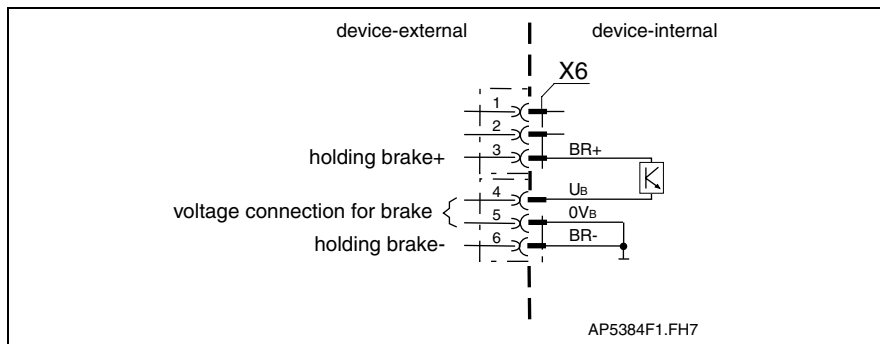 device-external device-internal
X6
1
2
holding brake+ 3 BR+
4 UB
voltage connection for brake 5 0VB
holding brake- 6 BR-
AP5384F1.FH7